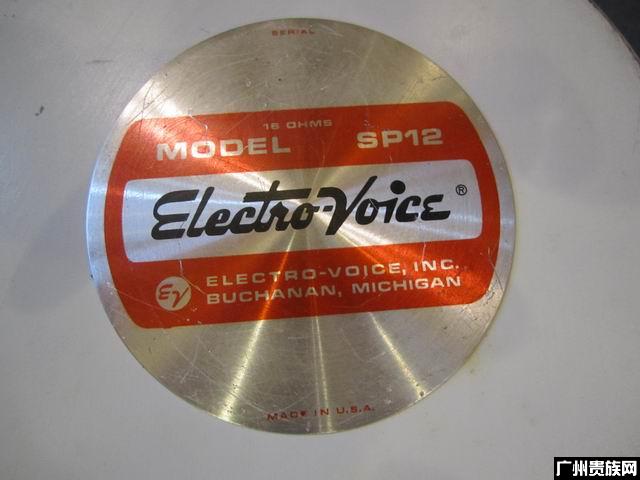 SERIAL
16 OHMS
MODEL SP12
Electro-Voice®
EV ELECTRO-VOICE, INC.
BUCHANAN, MICHIGAN
MADE IN U.S.A.
广州贵族网